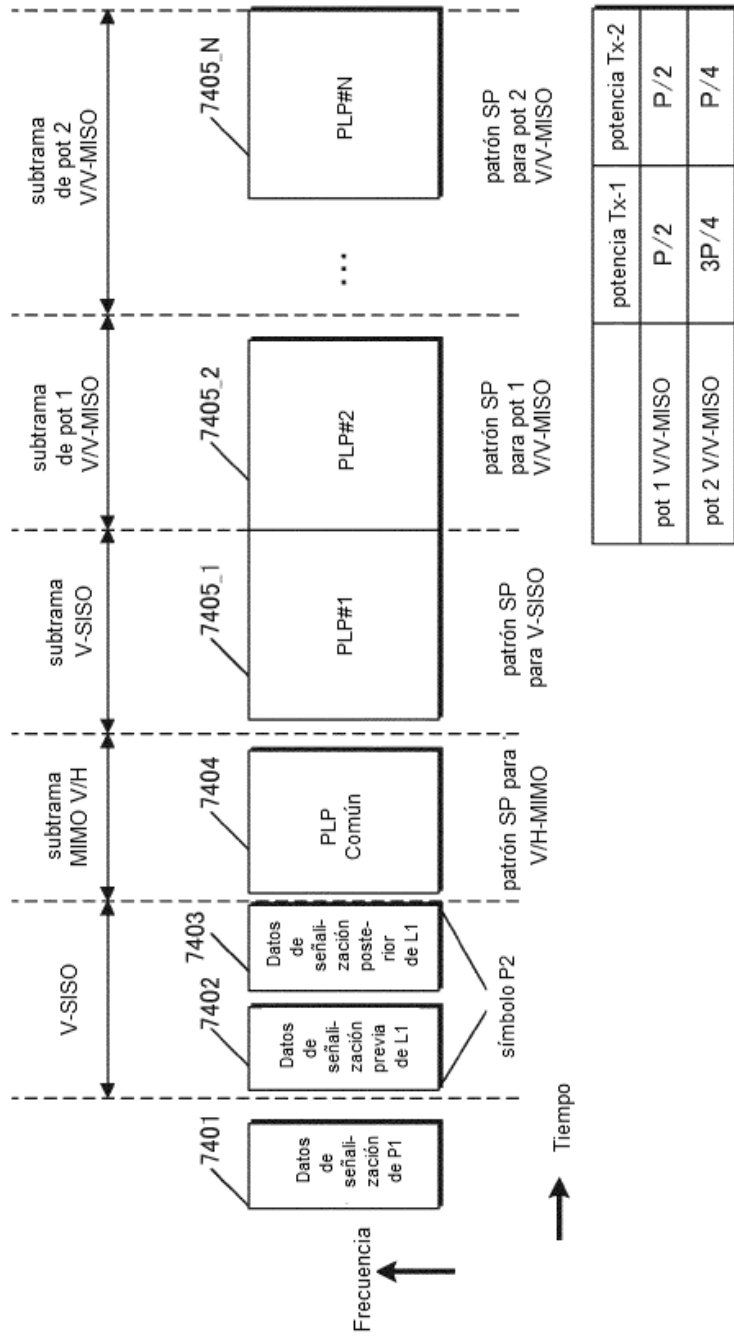 V-SISO
subtrama
MIMO V/H
subtrama
V-SISO
subtrama
de pot 1
V/V-MISO
subtrama
de pot 2
V/V-MISO
7401
7402
7403
7404
7405_1
7405_2
7405_N
Datos
de
señali-
zación
de P1
Datos
de
señali-
zación
previa
de L1
Datos
de
señali-
zación
poste-
rior
de L1
PLP
Común
PLP#1
PLP#2
...
PLP#N
símbolo P2
patrón SP para
V/H-MIMO
patrón SP
para V-SISO
patrón SP
para pot 1
V/V-MISO
patrón SP
para pot 2
V/V-MISO
Frecuencia
Tiempo
potencia Tx-1 potencia Tx-2
pot 1 V/V-MISO P/2 P/2
pot 2 V/V-MISO 3P/4 P/4